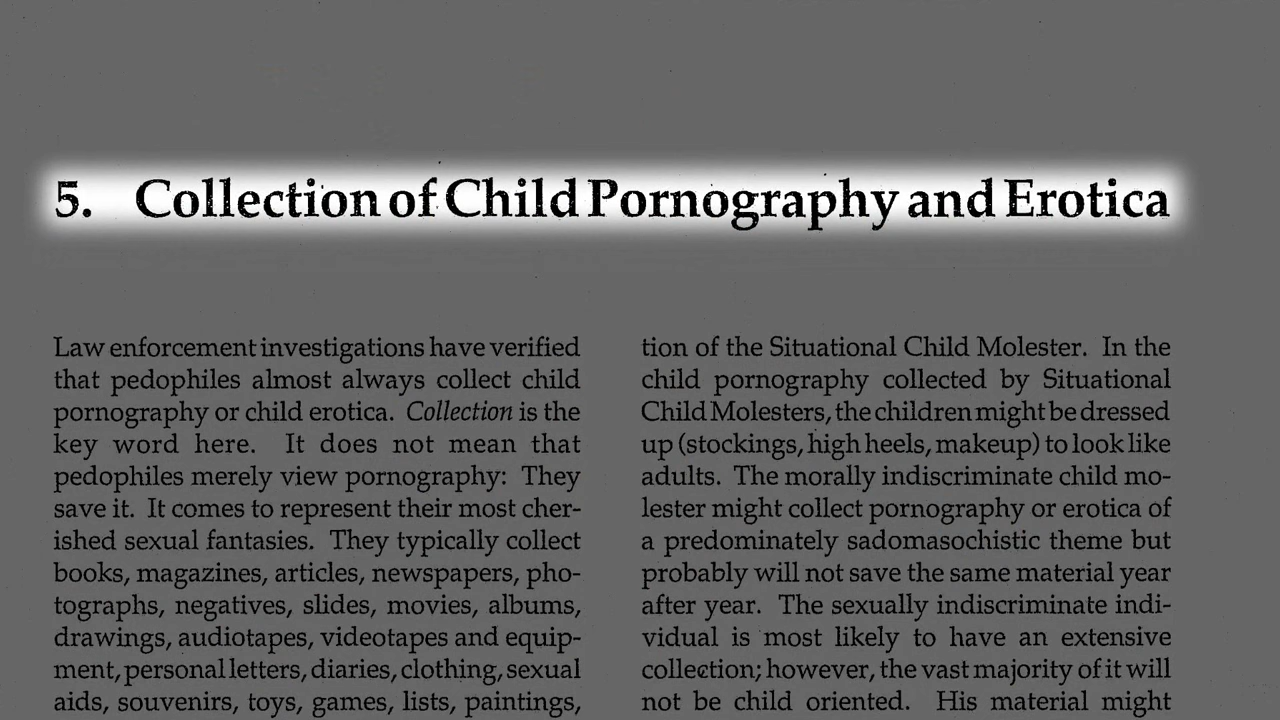 5. Collection of Child Pornography and Erotica
Law enforcement investigations have verified
that pedophiles almost always collect child
pornography or child erotica. Collection is the
key word here. It does not mean that
pedophiles merely view pornography: They
save it. It comes to represent their most cher-
ished sexual fantasies. They typically collect
books, magazines, articles, newspapers, pho-
tographs, negatives, slides, movies, albums,
drawings, audiotapes, videotapes and equip-
ment, personal letters, diaries, clothing, sexual
aids, souvenirs, toys, games, lists, paintings,
tion of the Situational Child Molester. In the
child pornography collected by Situational
Child Molesters, the children might be dressed
up (stockings, high heels, makeup) to look like
adults. The morally indiscriminate child mo-
lester might collect pornography or erotica of
a predominately sadomasochistic theme but
probably will not save the same material year
after year. The sexually indiscriminate indi-
vidual is most likely to have an extensive
collection; however, the vast majority of it will
not be child oriented. His material might